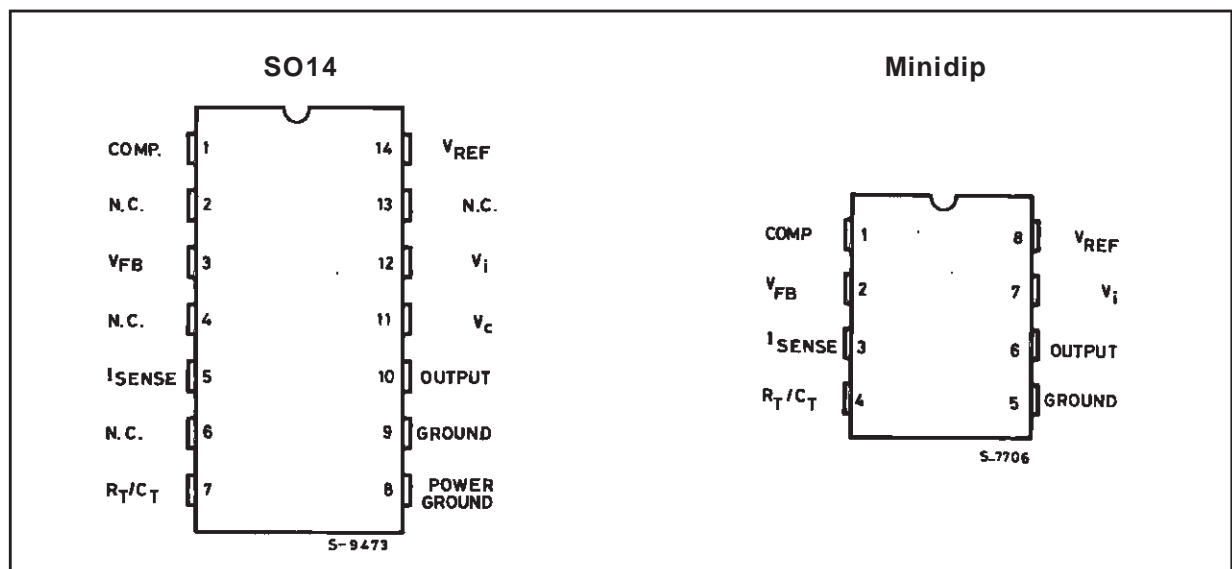 SO14
COMP. 1 14 VREF
N.C. 2 13 N.C.
VFB 3 12 Vi
N.C. 4 11 Vc
ISENSE 5 10 OUTPUT
N.C. 6 9 GROUND
RT/CT 7 8 POWER GROUND
S-9473
Minidip
COMP 1 8 VREF
VFB 2 7 Vi
ISENSE 3 6 OUTPUT
RT/CT 4 5 GROUND
S-7706